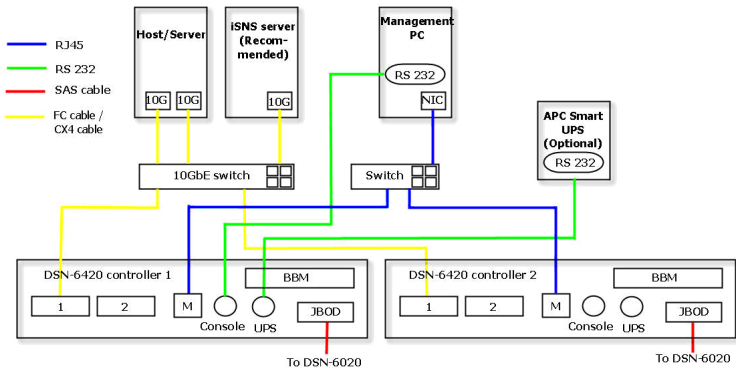 RJ45
RS 232
SAS cable
FC cable /
CX4 cable
Host/Server
10G
10G
iSNS server
(Recom-
mended)
10G
Management
PC
RS 232
NIC
APC Smart
UPS
(Optional)
RS 232
10GbE switch
Switch
DSN-6420 controller 1
BBM
1
2
M
Console
UPS
JBOD
To DSN-6020
DSN-6420 controller 2
BBM
1
2
M
Console
UPS
JBOD
To DSN-6020